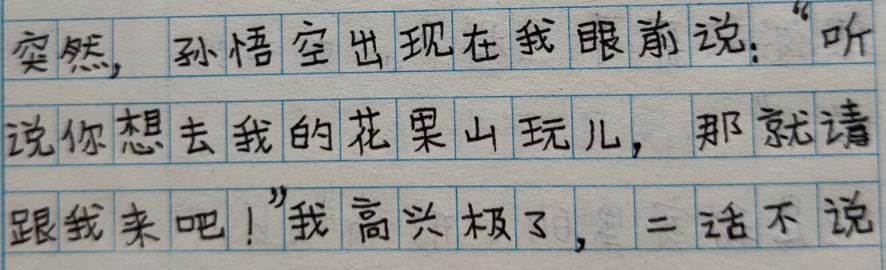 突然，孙悟空出现在我眼前说：“听
说你想去我的花果山玩儿，那就请
跟我来吧！”我高兴极了，二话不说